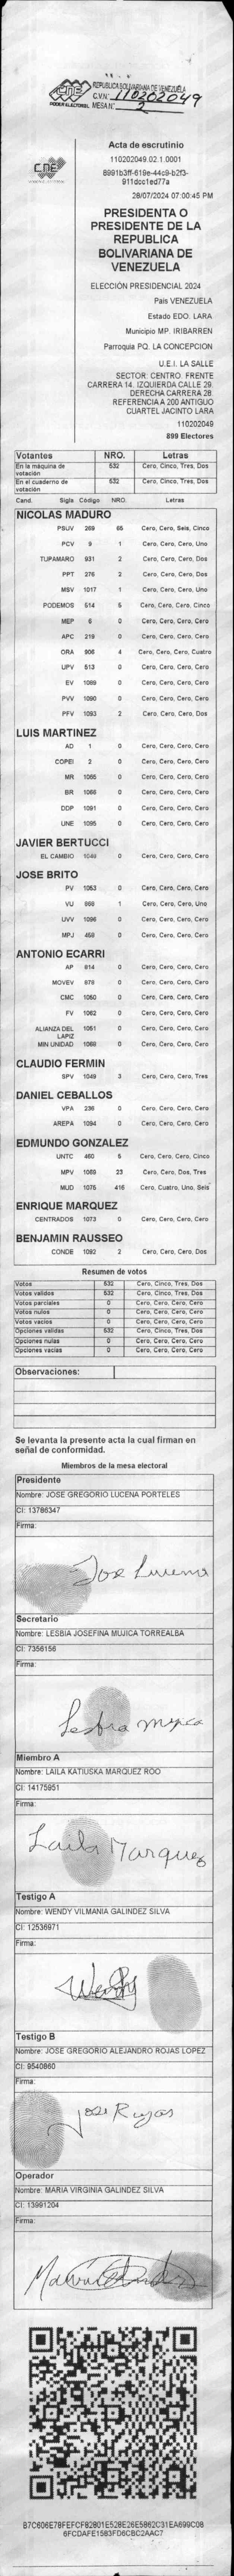 CNE
PODER ELECTORAL
REPUBLICA BOLIVARIANA DE VENEZUELA
C.V.N° 110202049
MESA N° 2
CNE
Acta de escrutinio
110202049.02.1.0001
8991b3ff-619e-44c9-b2f3-
911dcc1ed77a
28/07/2024 07:00:45 PM
PRESIDENTA O
PRESIDENTE DE LA
REPUBLICA
BOLIVARIANA DE
VENEZUELA
ELECCIÓN PRESIDENCIAL 2024
País VENEZUELA
Estado EDO. LARA
Municipio MP. IRIBARREN
Parroquia PQ. LA CONCEPCION
U.E.I. LA SALLE
SECTOR: CENTRO. FRENTE
CARRERA 14. IZQUIERDA CALLE 29.
DERECHA CARRERA 28.
REFERENCIA A 200 ANTIGUO
CUARTEL JACINTO LARA
110202049
899 Electores
Votantes NRO. Letras
En la máquina de votación 532 Cero, Cinco, Tres, Dos
En el cuaderno de votación 532 Cero, Cinco, Tres, Dos
Cand. Sigla Código NRO. Letras
NICOLAS MADURO
PSUV 269 65 Cero, Cero, Seis, Cinco
PCV 9 1 Cero, Cero, Cero, Uno
TUPAMARO 931 2 Cero, Cero, Cero, Dos
PPT 276 2 Cero, Cero, Cero, Dos
MSV 1017 1 Cero, Cero, Cero, Uno
PODEMOS 514 5 Cero, Cero, Cero, Cinco
MEP 6 0 Cero, Cero, Cero, Cero
APC 219 0 Cero, Cero, Cero, Cero
ORA 906 4 Cero, Cero, Cero, Cuatro
UPV 513 0 Cero, Cero, Cero, Cero
EV 1089 0 Cero, Cero, Cero, Cero
PVV 1090 0 Cero, Cero, Cero, Cero
PFV 1093 2 Cero, Cero, Cero, Dos
LUIS MARTINEZ
AD 1 0 Cero, Cero, Cero, Cero
COPEI 2 0 Cero, Cero, Cero, Cero
MR 1055 0 Cero, Cero, Cero, Cero
BR 1066 0 Cero, Cero, Cero, Cero
DDP 1091 0 Cero, Cero, Cero, Cero
UNE 1095 0 Cero, Cero, Cero, Cero
JAVIER BERTUCCI
EL CAMBIO 1044 0 Cero, Cero, Cero, Cero
JOSE BRITO
PV 1053 0 Cero, Cero, Cero, Cero
VU 866 1 Cero, Cero, Cero, Uno
UVV 1096 0 Cero, Cero, Cero, Cero
MPJ 458 0 Cero, Cero, Cero, Cero
ANTONIO ECARRI
AP 814 0 Cero, Cero, Cero, Cero
MOVEV 878 0 Cero, Cero, Cero, Cero
CMC 1050 0 Cero, Cero, Cero, Cero
FV 1062 0 Cero, Cero, Cero, Cero
ALIANZA DEL LAPIZ 1051 0 Cero, Cero, Cero, Cero
MIN UNIDAD 1068 0 Cero, Cero, Cero, Cero
CLAUDIO FERMIN
SPV 1049 3 Cero, Cero, Cero, Tres
DANIEL CEBALLOS
VPA 236 0 Cero, Cero, Cero, Cero
AREPA 1094 0 Cero, Cero, Cero, Cero
EDMUNDO GONZALEZ
UNTC 460 5 Cero, Cero, Cero, Cinco
MPV 1069 23 Cero, Cero, Dos, Tres
MUD 1075 416 Cero, Cuatro, Uno, Seis
ENRIQUE MARQUEZ
CENTRADOS 1073 0 Cero, Cero, Cero, Cero
BENJAMIN RAUSSEO
CONDE 1092 2 Cero, Cero, Cero, Dos
Resumen de votos
Votos 532 Cero, Cinco, Tres, Dos
Votos validos 532 Cero, Cinco, Tres, Dos
Votos parciales 0 Cero, Cero, Cero, Cero
Votos nulos 0 Cero, Cero, Cero, Cero
Votos vacios 0 Cero, Cero, Cero, Cero
Opciones validas 532 Cero, Cinco, Tres, Dos
Opciones nulas 0 Cero, Cero, Cero, Cero
Opciones vacias 0 Cero, Cero, Cero, Cero
Observaciones:
Se levanta la presente acta la cual firman en
señal de conformidad.
Miembros de la mesa electoral
Presidente
Nombre: JOSE GREGORIO LUCENA PORTELES
CI: 13786347
Firma:
Jose Lucena
Secretario
Nombre: LESBIA JOSEFINA MUJICA TORREALBA
CI: 7356156
Firma:
Lesbia Mujica
Miembro A
Nombre: LAILA KATIUSKA MARQUEZ ROO
CI: 14175951
Firma:
Laila Marquez
Testigo A
Nombre: WENDY VILMANIA GALINDEZ SILVA
CI: 12536971
Firma:
Wendy
Testigo B
Nombre: JOSE GREGORIO ALEJANDRO ROJAS LOPEZ
CI: 9540860
Firma:
Jose Rojas
Operador
Nombre: MARIA VIRGINIA GALINDEZ SILVA
CI: 13991204
Firma:
B7C606E78FEFCF82801E528E26E5862C31EA699C08
6FCDAFE1583FD6CBC2AAC7